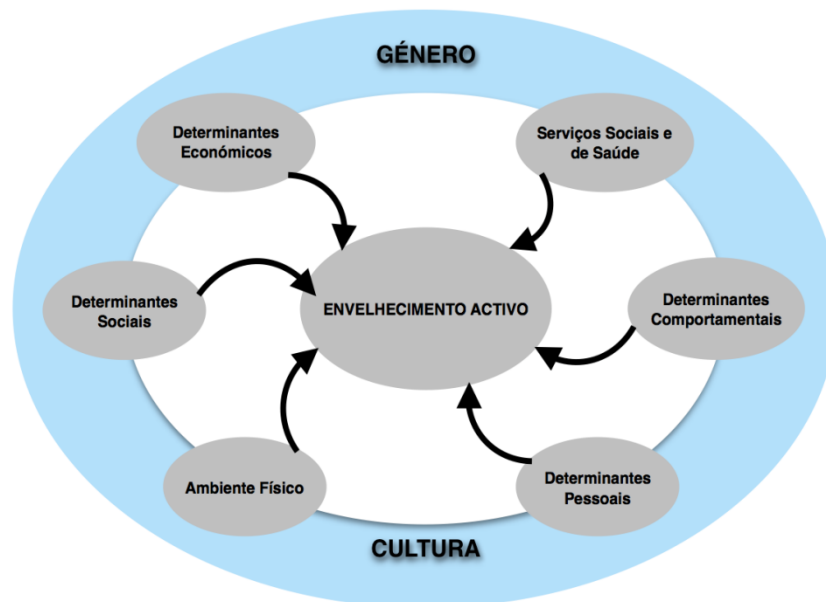 GÉNERO
Determinantes
Económicos
Serviços Sociais e
de Saúde
Determinantes
Sociais
ENVELHECIMENTO ACTIVO
Determinantes
Comportamentais
Ambiente Físico
Determinantes
Pessoais
CULTURA